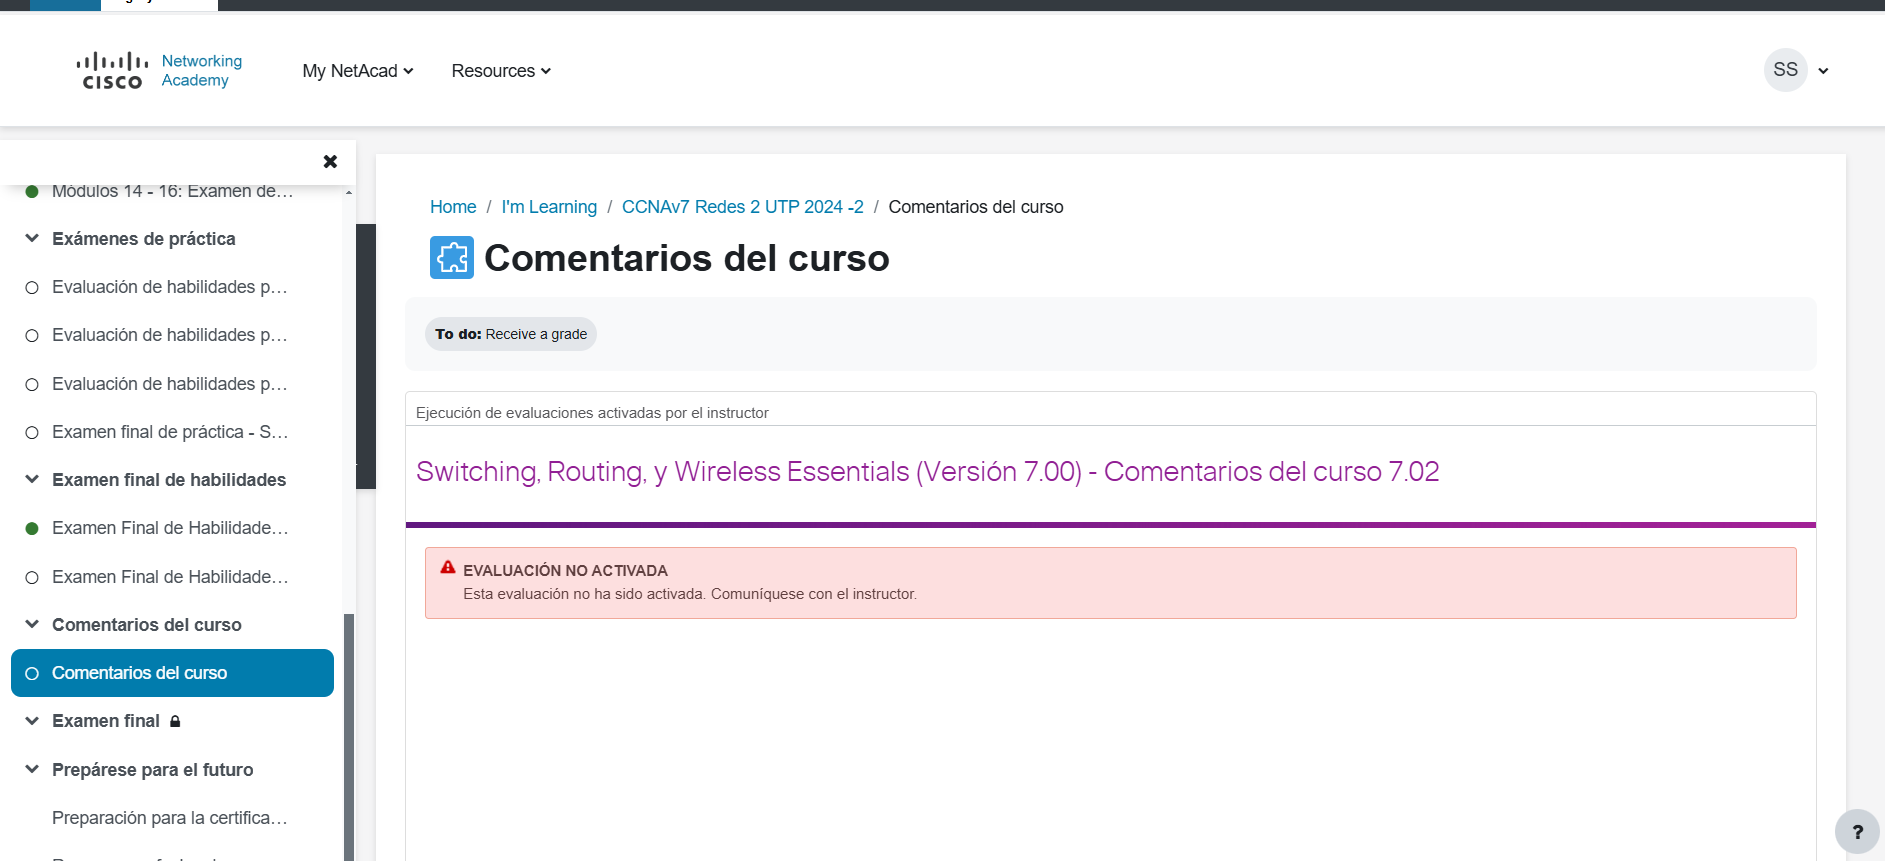 CISCO
Networking
Academy
My NetAcad
Resources
SS
Módulos 14 - 16: Examen de...
Exámenes de práctica
Evaluación de habilidades p...
Evaluación de habilidades p...
Evaluación de habilidades p...
Examen final de práctica - S...
Examen final de habilidades
Examen Final de Habilidade...
Examen Final de Habilidade...
Comentarios del curso
Comentarios del curso
Examen final
Prepárese para el futuro
Preparación para la certifica...
Home / I'm Learning / CCNAv7 Redes 2 UTP 2024 -2 / Comentarios del curso
Comentarios del curso
To do: Receive a grade
Ejecución de evaluaciones activadas por el instructor
Switching, Routing, y Wireless Essentials (Versión 7.00) - Comentarios del curso 7.02
EVALUACIÓN NO ACTIVADA
Esta evaluación no ha sido activada. Comuníquese con el instructor.
?